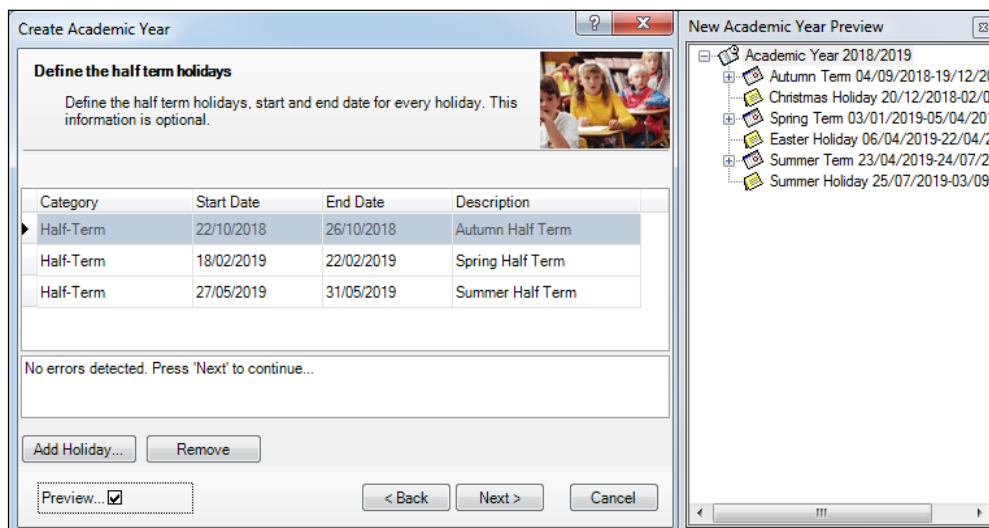 Create Academic Year
Define the half term holidays
Define the half term holidays, start and end date for every holiday. This
information is optional.
Category Start Date End Date Description
Half-Term 22/10/2018 26/10/2018 Autumn Half Term
Half-Term 18/02/2019 22/02/2019 Spring Half Term
Half-Term 27/05/2019 31/05/2019 Summer Half Term
No errors detected. Press 'Next' to continue...
Add Holiday... Remove
Preview... < Back Next > Cancel
New Academic Year Preview
Academic Year 2018/2019
Autumn Term 04/09/2018-19/12/20
Christmas Holiday 20/12/2018-02/0
Spring Term 03/01/2019-05/04/201
Easter Holiday 06/04/2019-22/04/2
Summer Term 23/04/2019-24/07/2
Summer Holiday 25/07/2019-03/09